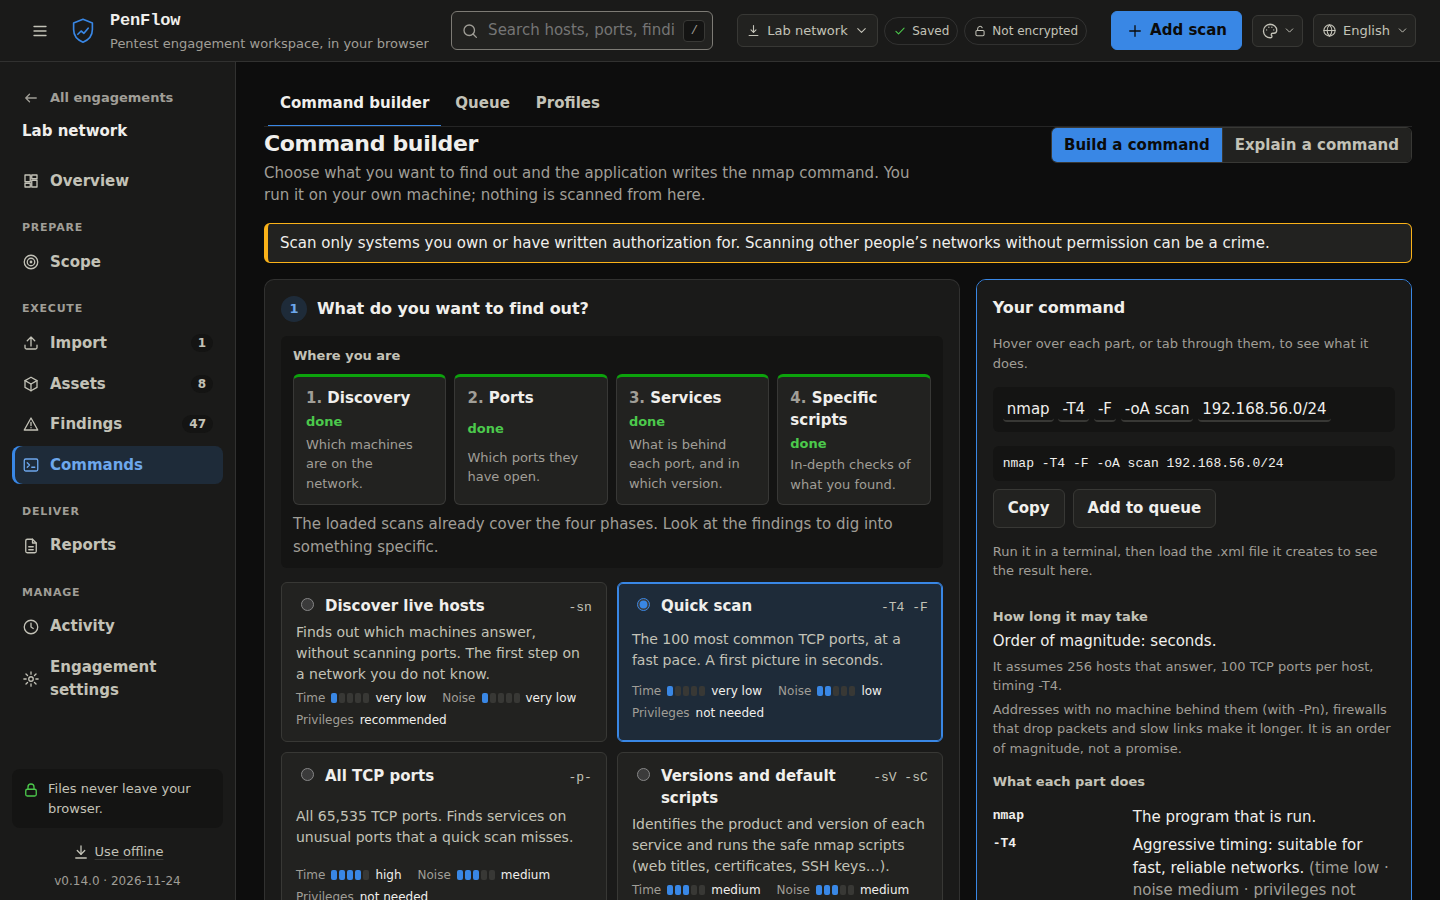 PenFlow
Pentest engagement workspace, in your browser
Search hosts, ports, findi
/
Lab network
Saved
Not encrypted
Add scan
English
All engagements
Lab network
Overview
PREPARE
Scope
EXECUTE
Import 1
Assets 8
Findings 47
Commands
DELIVER
Reports
MANAGE
Activity
Engagement
settings
Files never leave your
browser.
Use offline
v0.14.0 · 2026-11-24
Command builder Queue Profiles
Command builder
Build a command Explain a command
Choose what you want to find out and the application writes the nmap command. You
run it on your own machine; nothing is scanned from here.
Scan only systems you own or have written authorization for. Scanning other people’s networks without permission can be a crime.
1 What do you want to find out?
Where you are
1. Discovery
done
Which machines
are on the
network.
2. Ports
done
Which ports they
have open.
3. Services
done
What is behind
each port, and in
which version.
4. Specific
scripts
done
In-depth checks of
what you found.
The loaded scans already cover the four phases. Look at the findings to dig into
something specific.
Discover live hosts -sn
Finds out which machines answer,
without scanning ports. The first step on
a network you do not know.
Time very low Noise very low
Privileges recommended
Quick scan -T4 -F
The 100 most common TCP ports, at a
fast pace. A first picture in seconds.
Time very low Noise low
Privileges not needed
All TCP ports -p-
All 65,535 TCP ports. Finds services on
unusual ports that a quick scan misses.
Time high Noise medium
Privileges not needed
Versions and default
scripts
-sV -sC
Identifies the product and version of each
service and runs the safe nmap scripts
(web titles, certificates, SSH keys…).
Time medium Noise medium
Your command
Hover over each part, or tab through them, to see what it
does.
nmap -T4 -F -oA scan 192.168.56.0/24
nmap -T4 -F -oA scan 192.168.56.0/24
Copy Add to queue
Run it in a terminal, then load the .xml file it creates to see
the result here.
How long it may take
Order of magnitude: seconds.
It assumes 256 hosts that answer, 100 TCP ports per host,
timing -T4.
Addresses with no machine behind them (with -Pn), firewalls
that drop packets and slow links make it longer. It is an order
of magnitude, not a promise.
What each part does
nmap The program that is run.
-T4 Aggressive timing: suitable for
fast, reliable networks. (time low ·
noise medium · privileges not